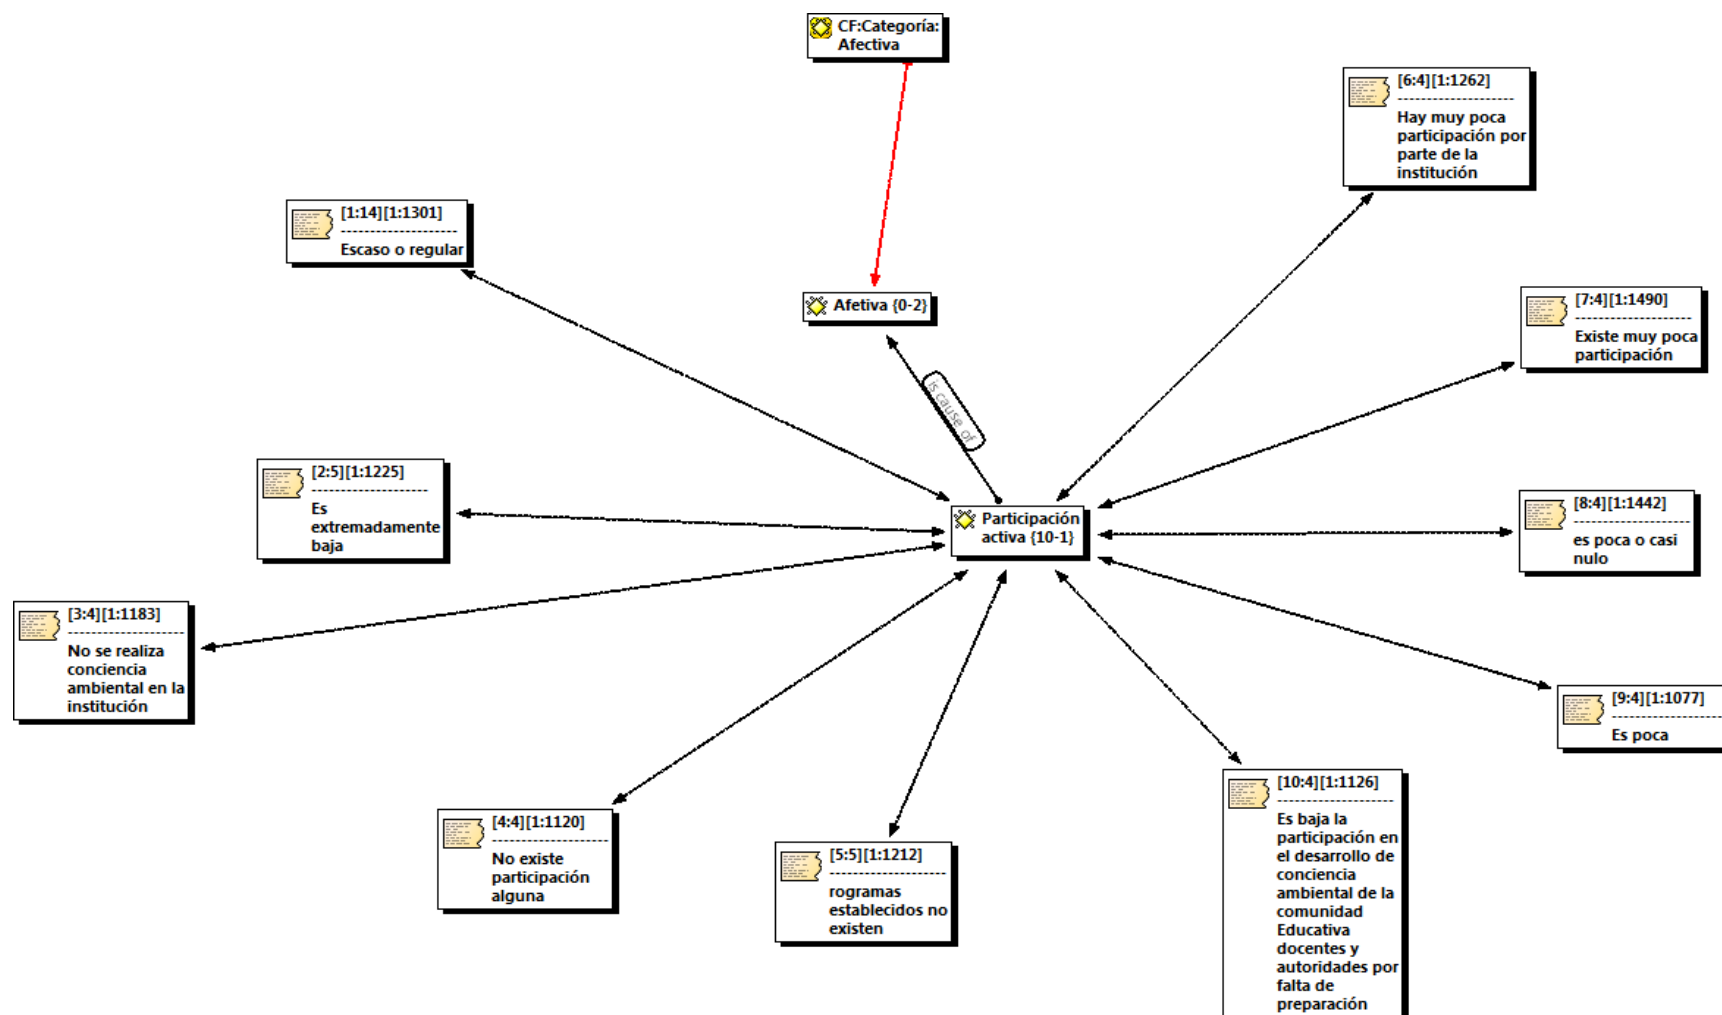 CF:Categoría:
Afectiva
[6:4][1:1262]
Hay muy poca
participación por
parte de la
institución
[1:14][1:1301]
Escaso o regular
Afetiva {0-2}
[7:4][1:1490]
Existe muy poca
participación
is cause of
[2:5][1:1225]
Es
extremadamente
baja
Participación
activa {10-1}
[8:4][1:1442]
es poca o casi
nulo
[3:4][1:1183]
No se realiza
conciencia
ambiental en la
institución
[9:4][1:1077]
Es poca
[4:4][1:1120]
No existe
participación
alguna
[5:5][1:1212]
rogramas
establecidos no
existen
[10:4][1:1126]
Es baja la
participación en
el desarrollo de
conciencia
ambiental de la
comunidad
Educativa
docentes y
autoridades por
falta de
preparación